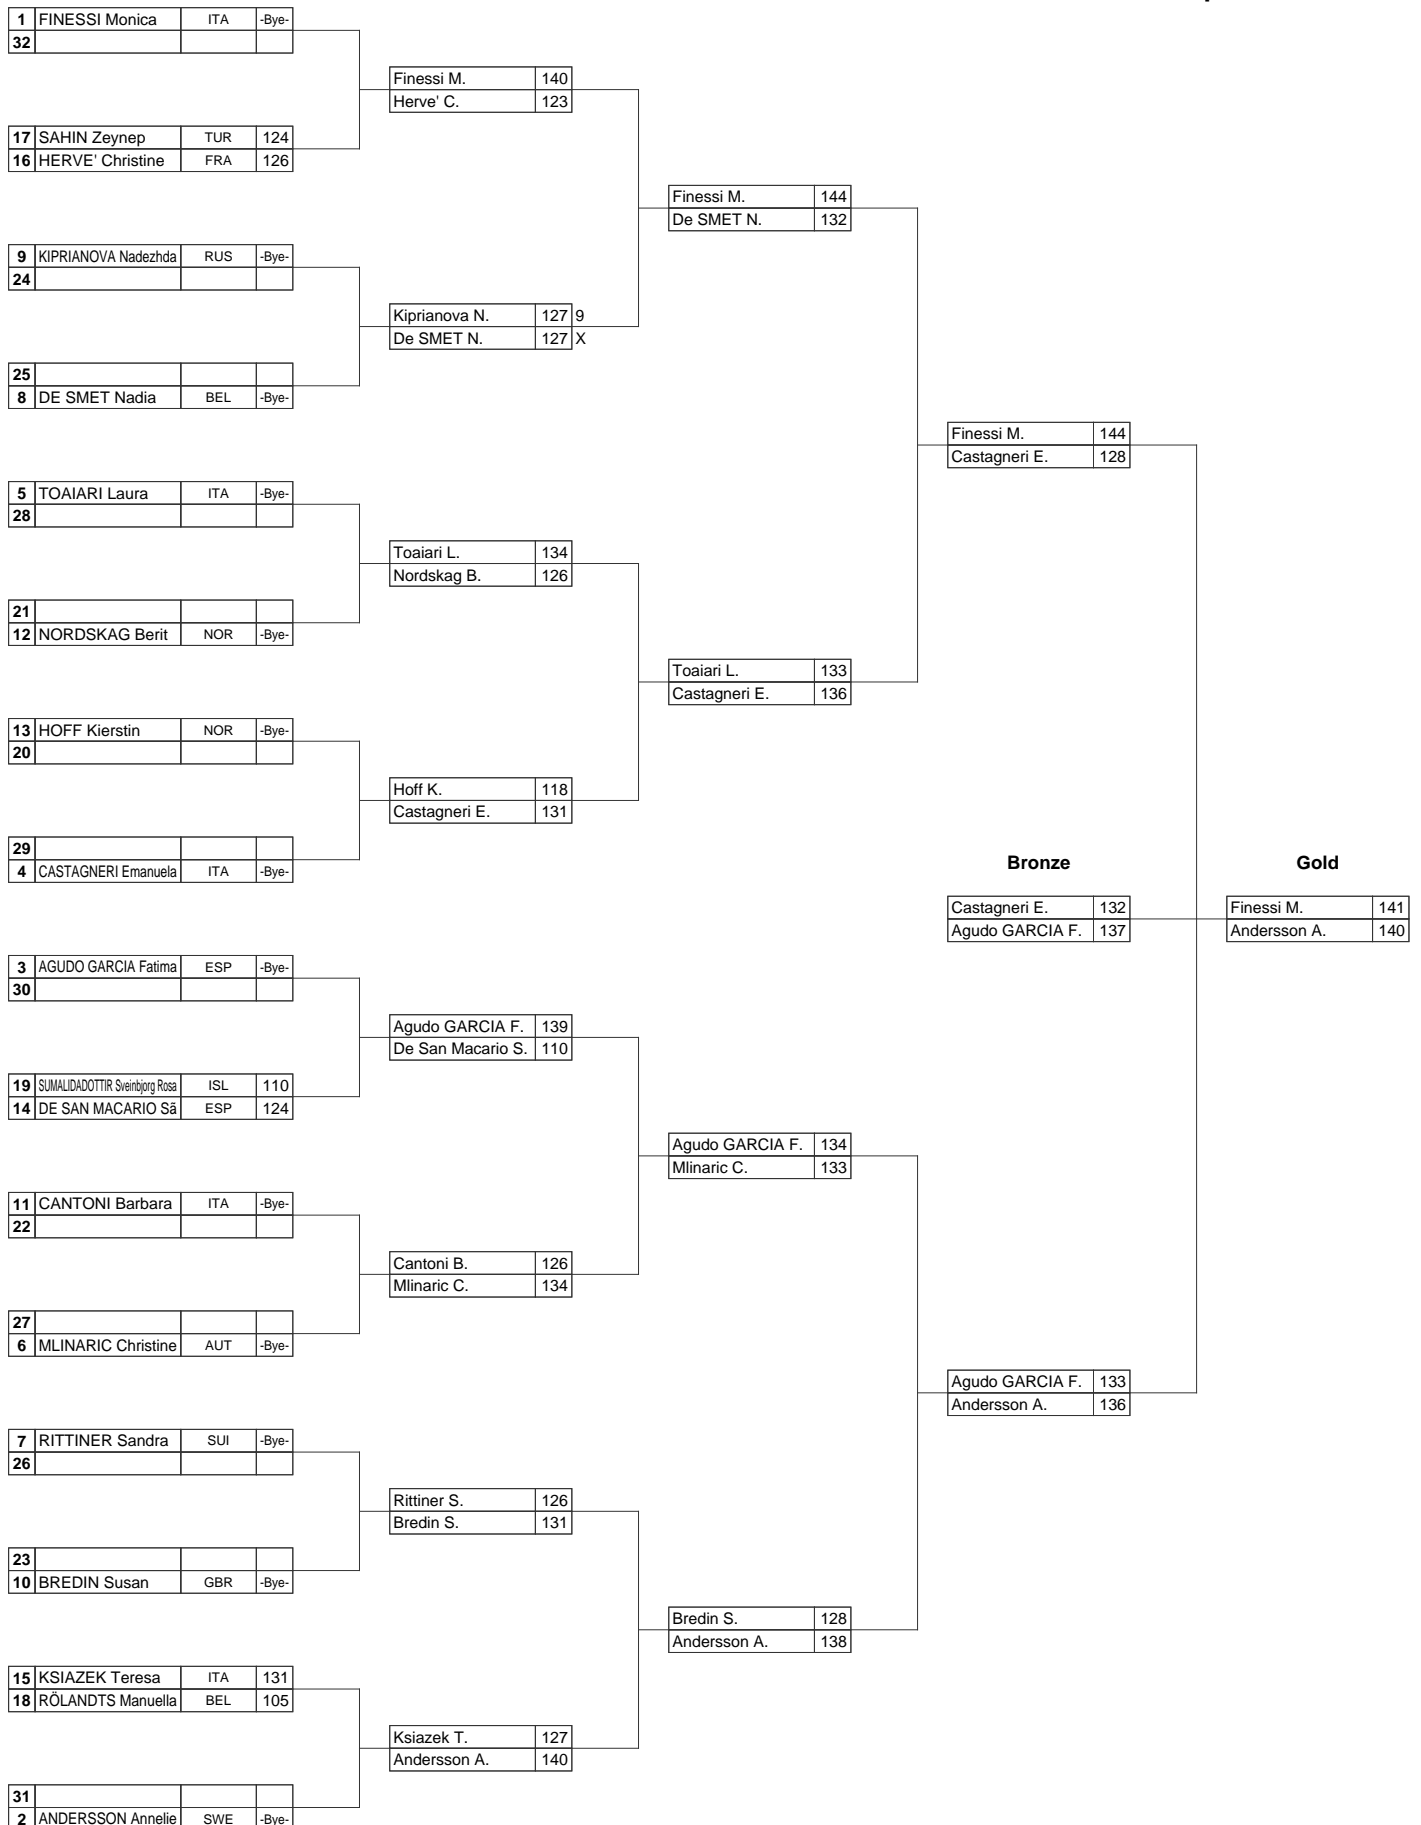 1 FINESSI Monica ITA -Bye-
32
Finessi M. 140
Herve' C. 123
17 SAHIN Zeynep TUR 124
16 HERVE' Christine FRA 126
Finessi M. 144
De SMET N. 132
9 KIPRIANOVA Nadezhda RUS -Bye-
24
Kiprianova N. 127 9
De SMET N. 127 X
25
8 DE SMET Nadia BEL -Bye-
Finessi M. 144
Castagneri E. 128
5 TOAIARI Laura ITA -Bye-
28
Toaiari L. 134
Nordskag B. 126
21
12 NORDSKAG Berit NOR -Bye-
Toaiari L. 133
Castagneri E. 136
13 HOFF Kierstin NOR -Bye-
20
Hoff K. 118
Castagneri E. 131
29
4 CASTAGNERI Emanuela ITA -Bye-
Bronze Gold
Castagneri E. 132 Finessi M. 141
Agudo GARCIA F. 137 Andersson A. 140
3 AGUDO GARCIA Fatima ESP -Bye-
30
Agudo GARCIA F. 139
De San Macario S. 110
19 SUMALIDADOTTIR Sveinbjorg Rosa ISL 110
14 DE SAN MACARIO Sã ESP 124
Agudo GARCIA F. 134
Mlinaric C. 133
11 CANTONI Barbara ITA -Bye-
22
Cantoni B. 126
Mlinaric C. 134
27
6 MLINARIC Christine AUT -Bye-
Agudo GARCIA F. 133
Andersson A. 136
7 RITTINER Sandra SUI -Bye-
26
Rittiner S. 126
Bredin S. 131
23
10 BREDIN Susan GBR -Bye-
Bredin S. 128
Andersson A. 138
15 KSIAZEK Teresa ITA 131
18 RÖLANDTS Manuella BEL 105
Ksiazek T. 127
Andersson A. 140
31
2 ANDERSSON Annelie SWE -Bye-